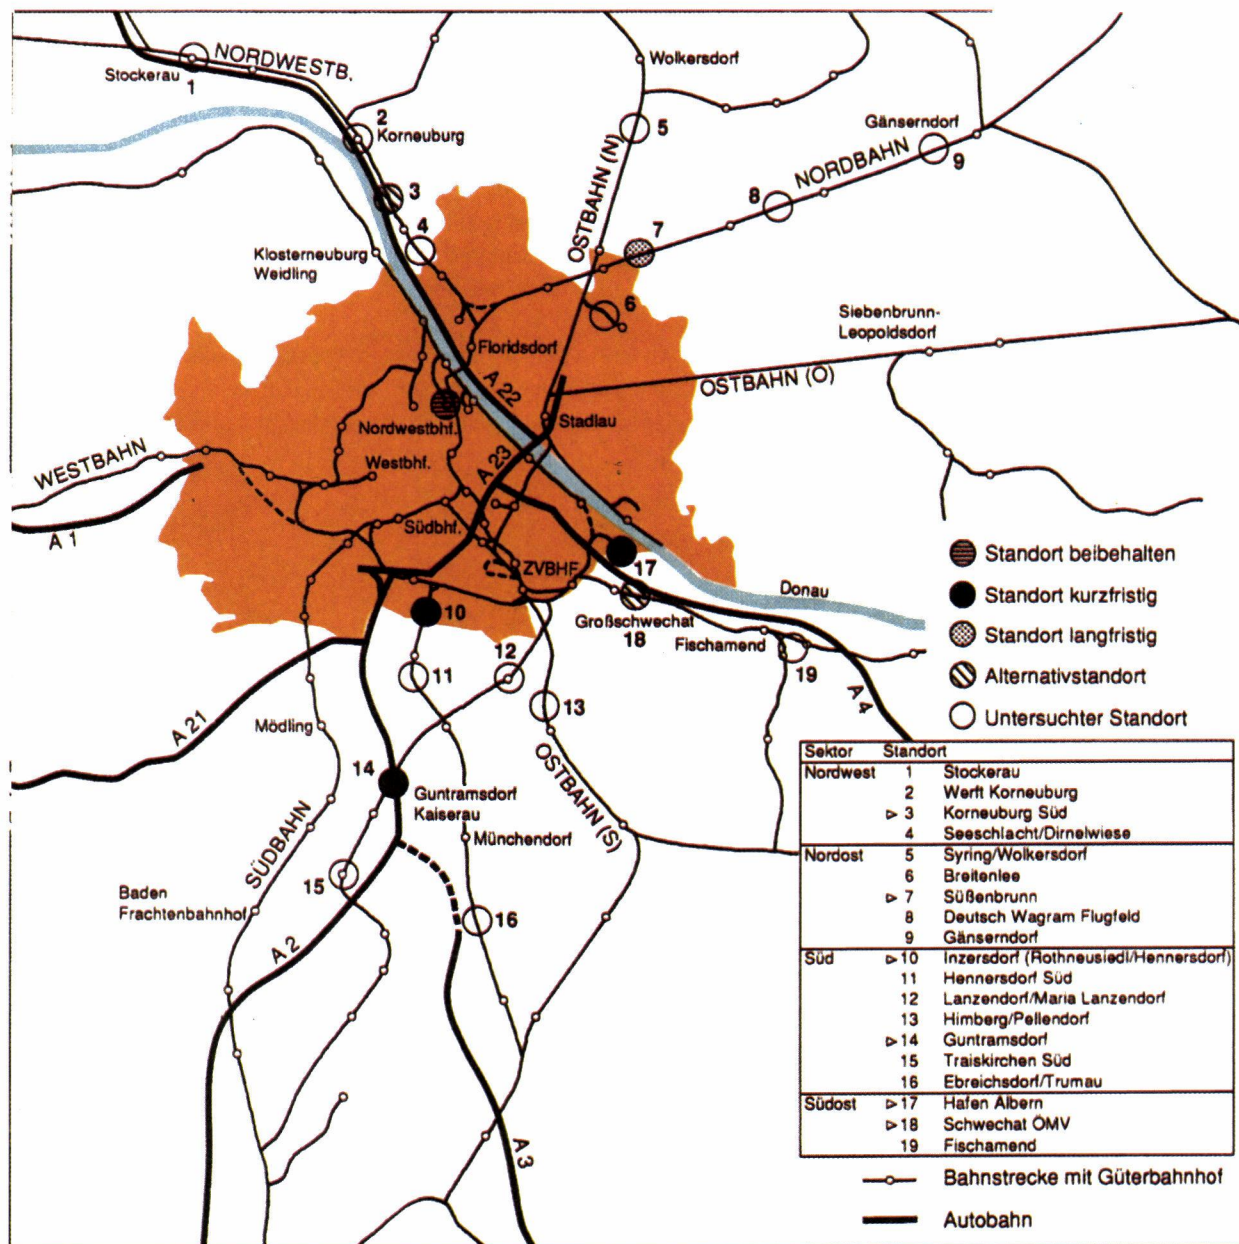 NORDWESTB.
Stockerau
1
2
Korneuburg
3
4
Klosterneuburg
Weidling
Wolkersdorf
5
OSTBAHN (N)
Gänserndorf
NORDBAHN
9
8
7
6
Siebenbrunn-
Leopoldsdorf
OSTBAHN (O)
Floridsdorf
A 22
Nordwestbhf.
Stadlau
A 23
Westbhf.
WESTBAHN
A 1
Südbhf.
ZVBHF.
17
Donau
10
Großschwechat
18
Fischamend
19
A 4
12
11
13
A 21
Mödling
OSTBAHN (S)
14
Guntramsdorf
Kaiserau
SÜDBAHN
Münchendorf
15
Baden
Frachtenbahnhof
16
A 2
A 3
Standort beibehalten
Standort kurzfristig
Standort langfristig
Alternativstandort
Untersuchter Standort
Sektor Standort
Nordwest 1 Stockerau
2 Werft Korneuburg
▷ 3 Korneuburg Süd
4 Seeschlacht/Dirnelwiese
Nordost 5 Syring/Wolkersdorf
6 Breitenlee
▷ 7 Süßenbrunn
8 Deutsch Wagram Flugfeld
9 Gänserndorf
Süd ▷ 10 Inzersdorf (Rothneusiedl/Hennersdorf)
11 Hennersdorf Süd
12 Lanzendorf/Maria Lanzendorf
13 Himberg/Pellendorf
▷ 14 Guntramsdorf
15 Traiskirchen Süd
16 Ebreichsdorf/Trumau
Südost ▷ 17 Hafen Albern
▷ 18 Schwechat ÖMV
19 Fischamend
Bahnstrecke mit Güterbahnhof
Autobahn